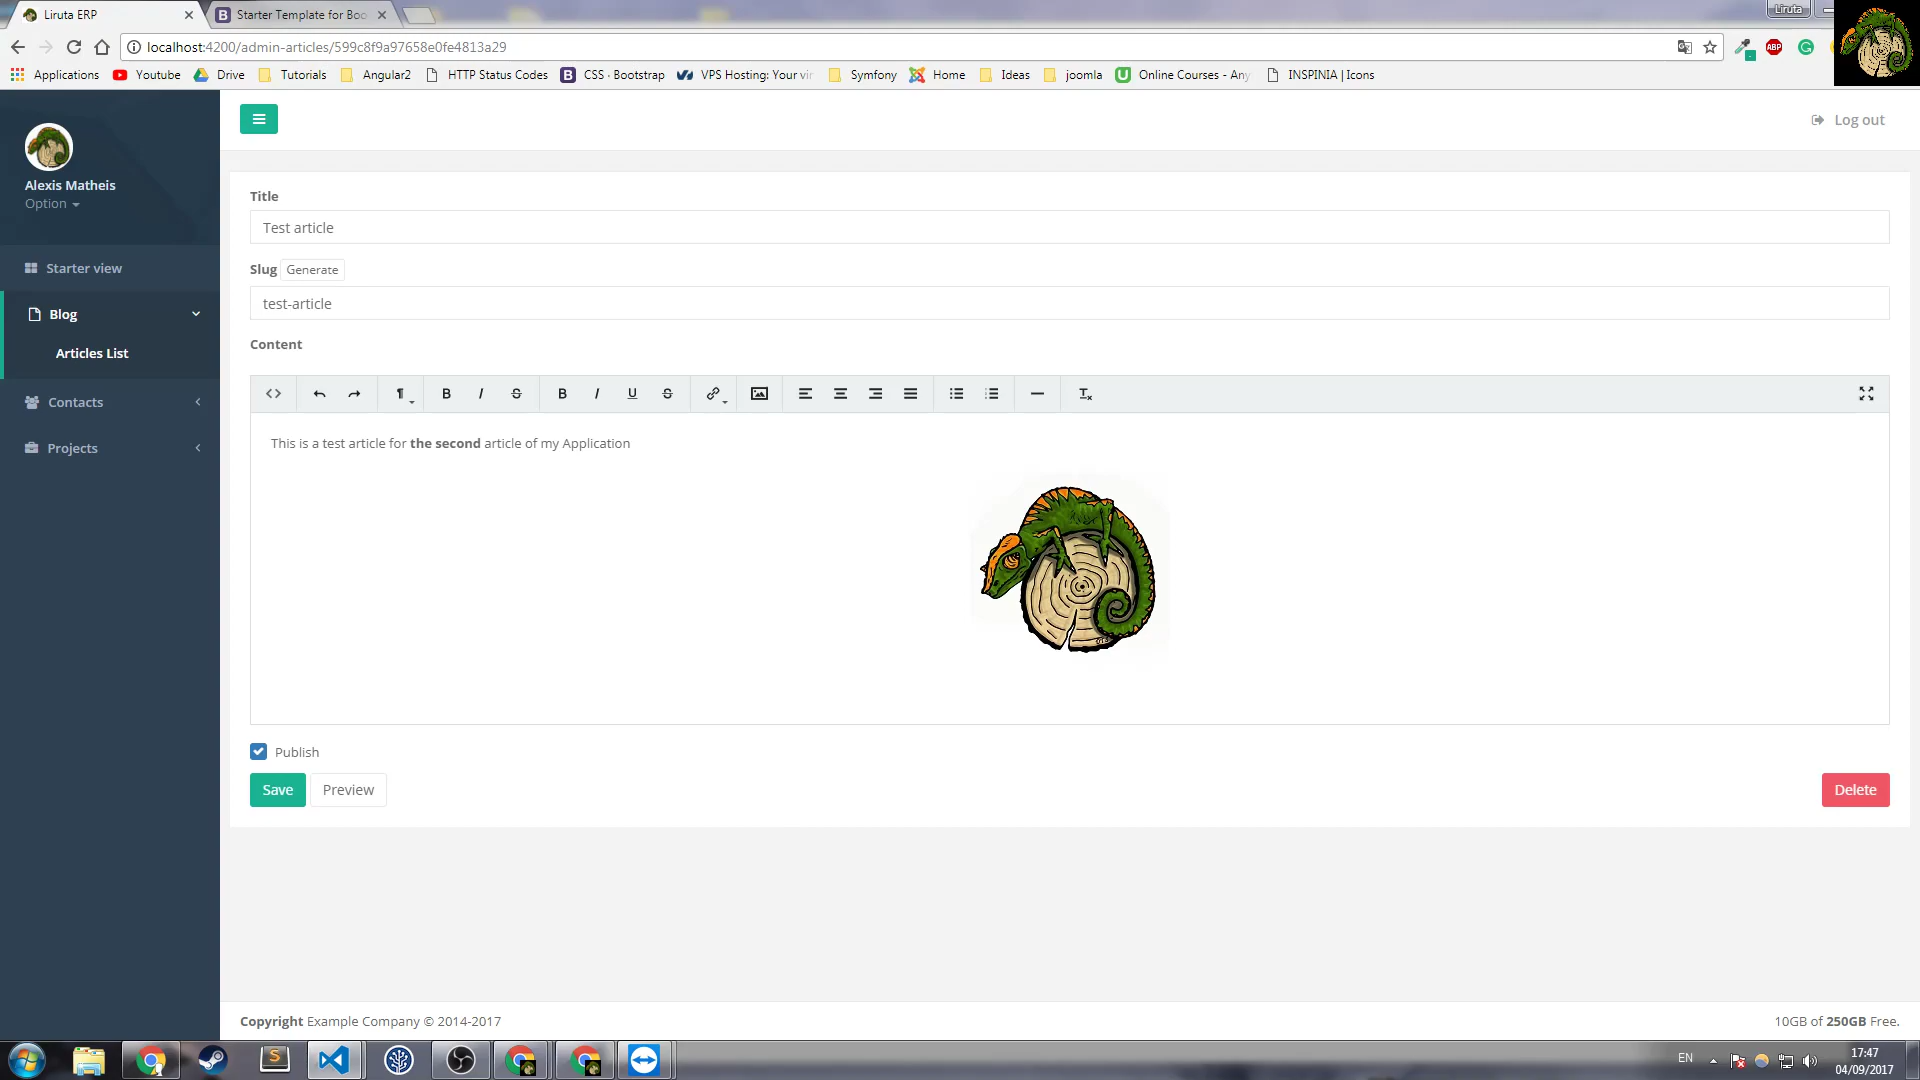 Liruta ERP
Starter Template for Boo
Liruta
localhost:4200/admin-articles/599c8f9a97658e0fe4813a29
ABP
Applications Youtube Drive Tutorials Angular2 HTTP Status Codes CSS · Bootstrap VPS Hosting: Your vir Symfony Home Ideas joomla Online Courses - Any INSPINIA | Icons
Log out
Alexis Matheis
Option
Starter view
Blog
Articles List
Contacts
Projects
Title
Test article
Slug Generate
test-article
Content
This is a test article for the second article of my Application
Publish
Save Preview Delete
Copyright Example Company © 2014-2017
10GB of 250GB Free.
EN
17:47
04/09/2017